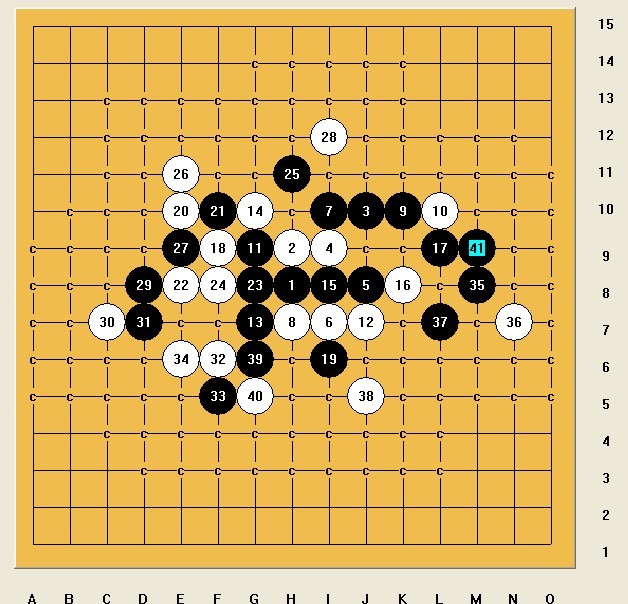 15
c c c c c 14
c c c c c c c c c 13
c c c c c c 28 c c c c c 12
c c 26 c c 25 c c c c c c c 11
c c c 20 21 14 c 7 3 9 10 c c c 10
c c c c 27 18 11 2 4 c c 17 41 c c 9
c c c 29 22 24 23 1 15 5 16 c 35 c c 8
c c 30 31 c c 13 8 6 12 c 37 c 36 c 7
c c c c 34 32 39 c 19 c c c c c c 6
c c c c c 33 40 c c 38 c c c c c 5
c c c c c c c c c c 4
c c c c c c c c c 3
2
1
A B C D E F G H I J K L M N O